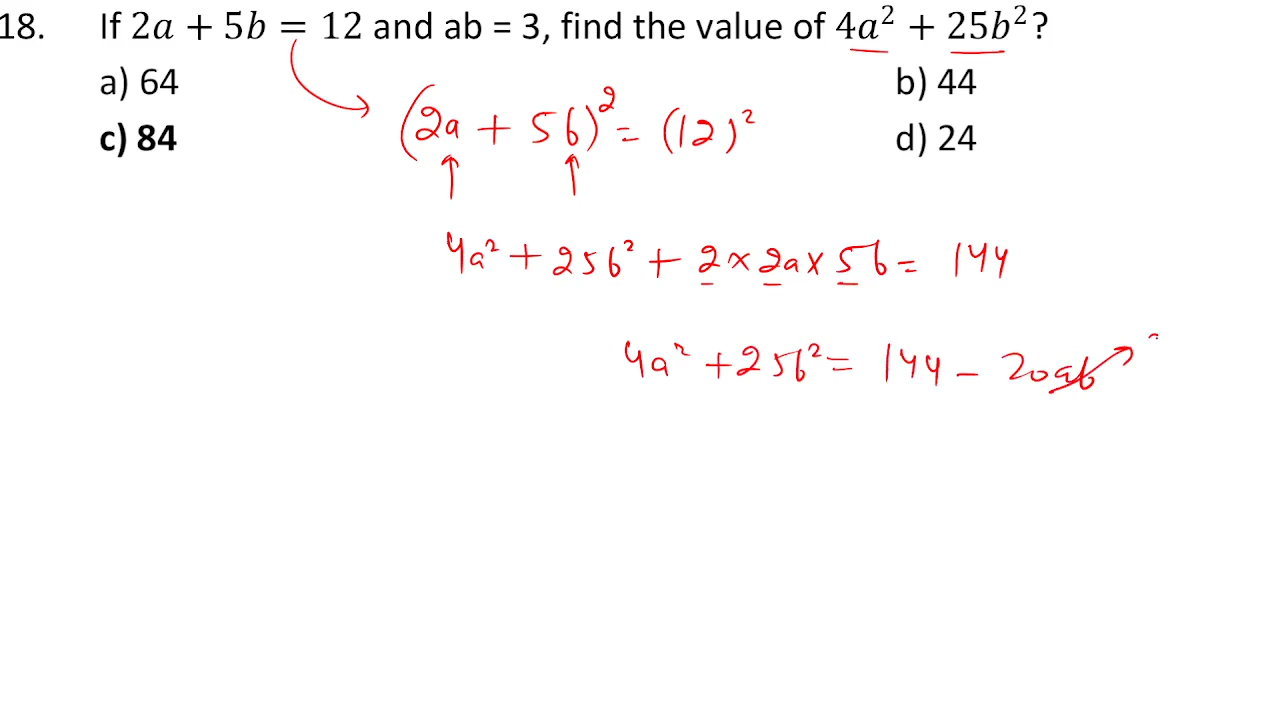 18. If 2a + 5b = 12 and ab = 3, find the value of 4a² + 25b²?
a) 64 b) 44
c) 84 d) 24
(2a + 5b)² = (12)²
4a² + 25b² + 2 × 2a × 5b = 144
4a² + 25b² = 144 - 20ab